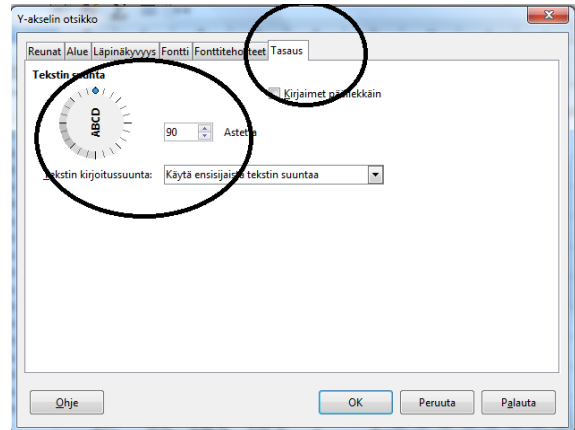 Y-akselin otsikko
Reunat Alue Läpinäkyvyys Fontti Fonttitehosteet Tasaus
Tekstin suunta
Kirjaimet päällekkäin
ABCD
90 Astetta
Tekstin kirjoitussuunta: Käytä ensisijaista tekstin suuntaa
Ohje OK Peruuta Palauta